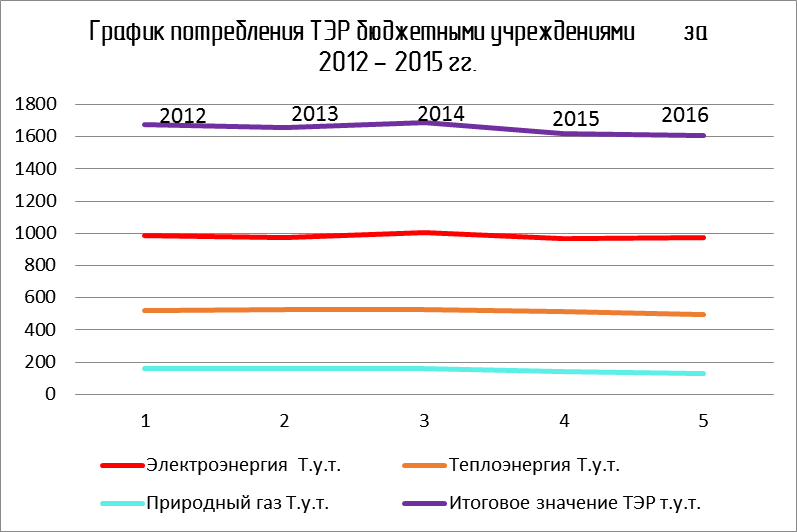 График потребления ТЭР бюджетными учреждениями за
2012 – 2015 гг.
1800
2012 2013 2014 2015 2016
1600
1400
1200
1000
800
600
400
200
0
1 2 3 4 5
Электроэнергия Т.у.т. Теплоэнергия Т.у.т.
Природный газ Т.у.т. Итоговое значение ТЭР т.у.т.